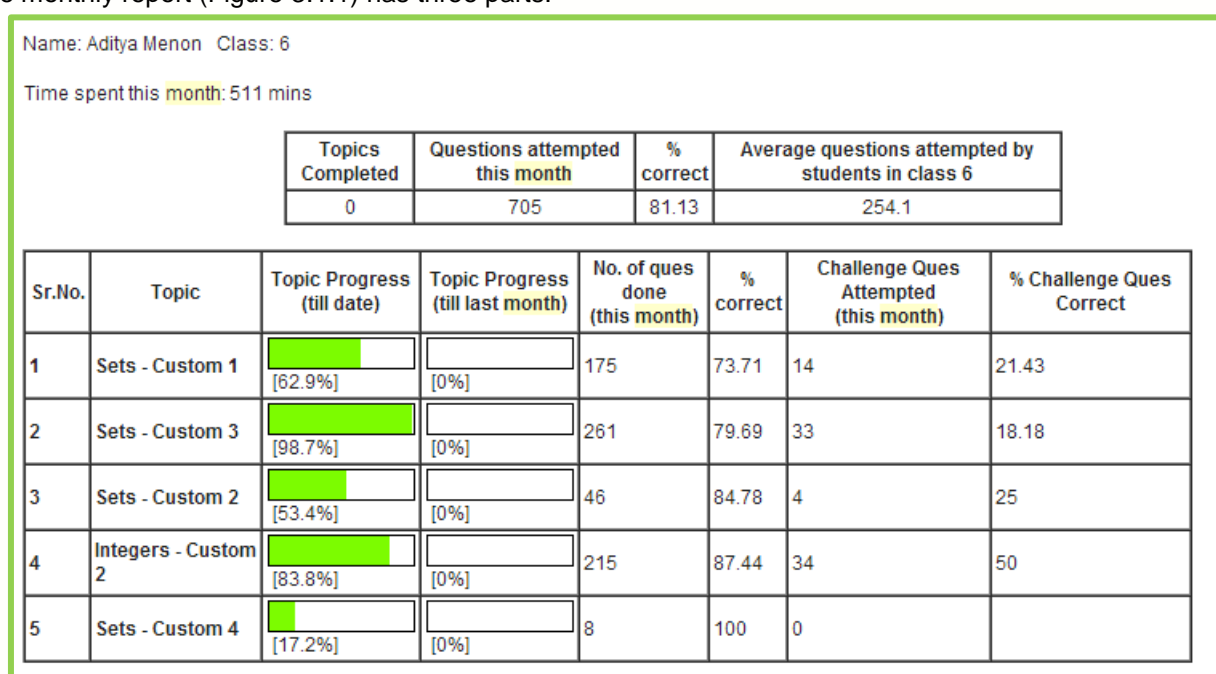 monthly report (Figure 3.1.1) has three parts.
Name: Aditya Menon Class: 6
Time spent this month: 511 mins
Topics Completed Questions attempted this month % correct Average questions attempted by students in class 6
0 705 81.13 254.1
Sr.No. Topic Topic Progress (till date) Topic Progress (till last month) No. of ques done (this month) % correct Challenge Ques Attempted (this month) % Challenge Ques Correct
1 Sets - Custom 1 [62.9%] [0%] 175 73.71 14 21.43
2 Sets - Custom 3 [98.7%] [0%] 261 79.69 33 18.18
3 Sets - Custom 2 [53.4%] [0%] 46 84.78 4 25
4 Integers - Custom 2 [83.8%] [0%] 215 87.44 34 50
5 Sets - Custom 4 [17.2%] [0%] 8 100 0